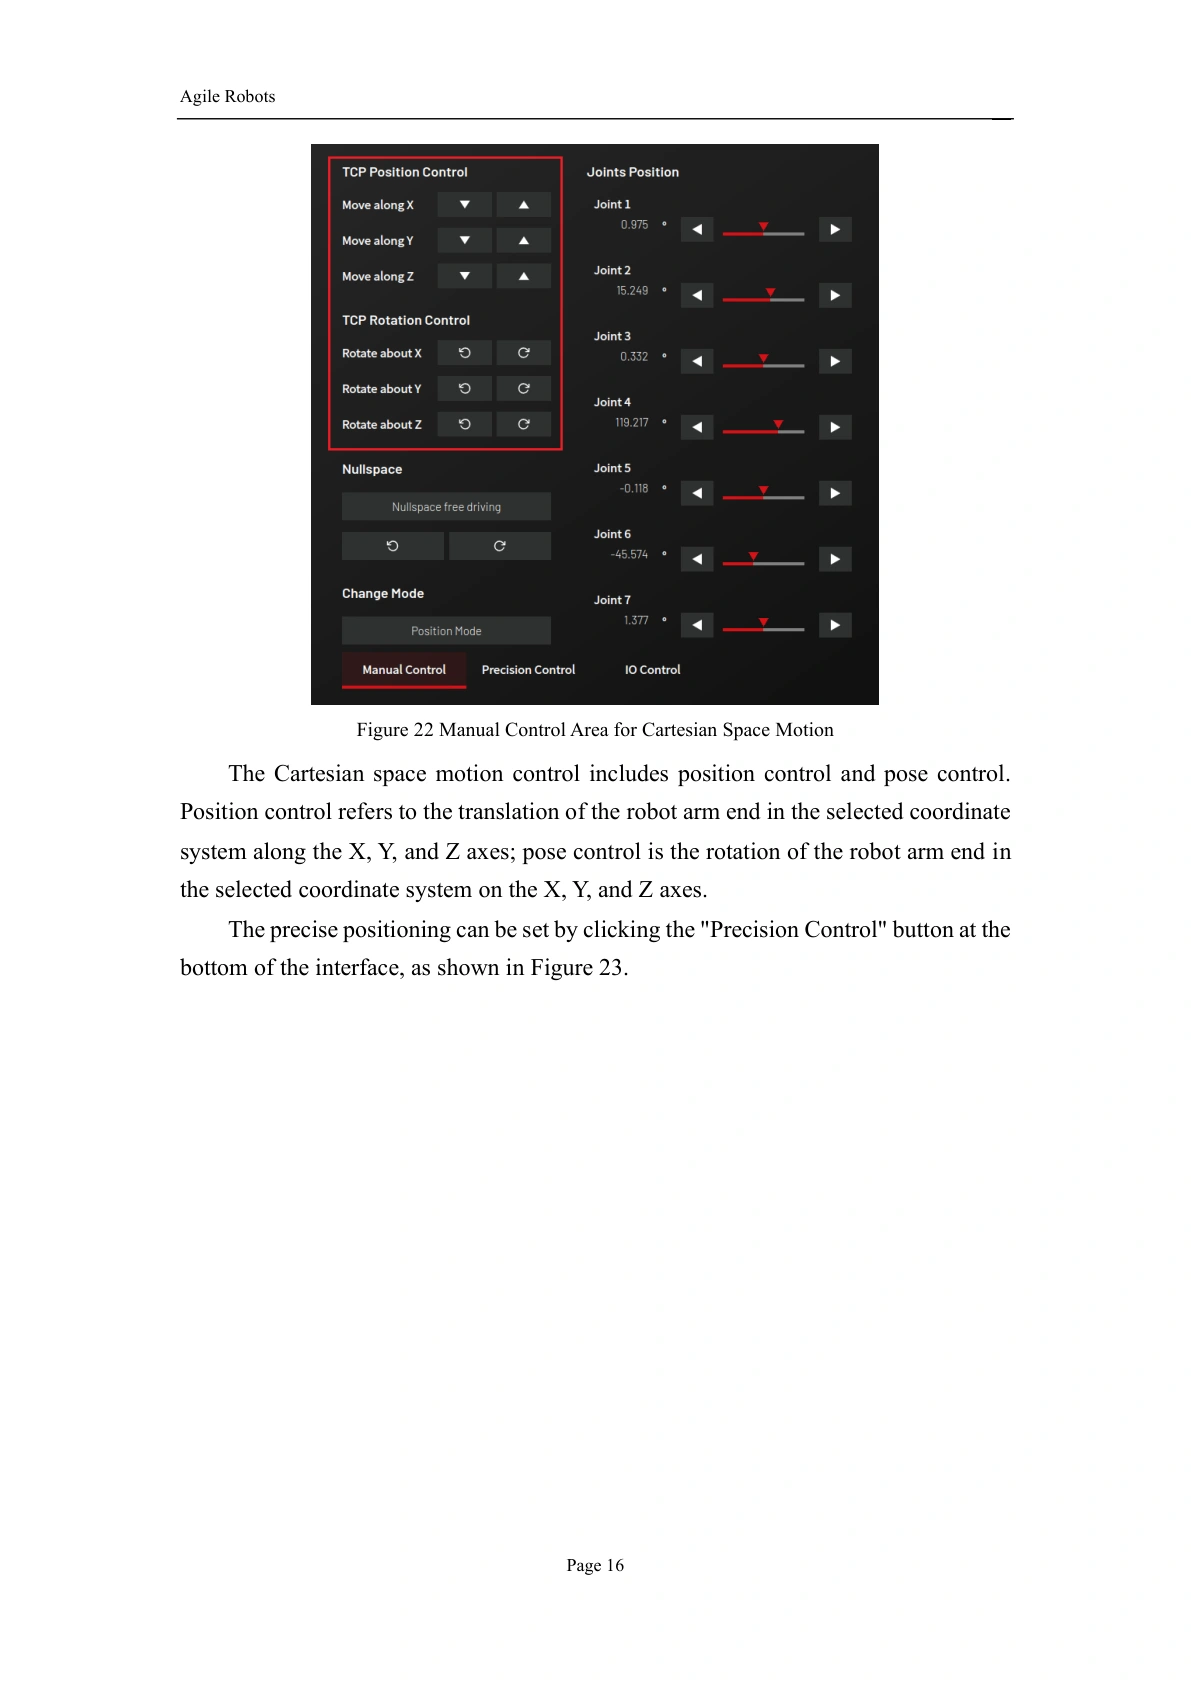 Agile Robots
TCP Position Control
Move along X
Move along Y
Move along Z
TCP Rotation Control
Rotate about X
Rotate about Y
Rotate about Z
Nullspace
Nullspace free driving
Change Mode
Position Mode
Joints Position
Joint 1
0.975 °
Joint 2
15.249 °
Joint 3
0.332 °
Joint 4
119.217 °
Joint 5
-0.118 °
Joint 6
-45.574 °
Joint 7
1.377 °
Manual Control Precision Control IO Control
Figure 22 Manual Control Area for Cartesian Space Motion
The Cartesian space motion control includes position control and pose control.
Position control refers to the translation of the robot arm end in the selected coordinate
system along the X, Y, and Z axes; pose control is the rotation of the robot arm end in
the selected coordinate system on the X, Y, and Z axes.
The precise positioning can be set by clicking the "Precision Control" button at the
bottom of the interface, as shown in Figure 23.
Page 16